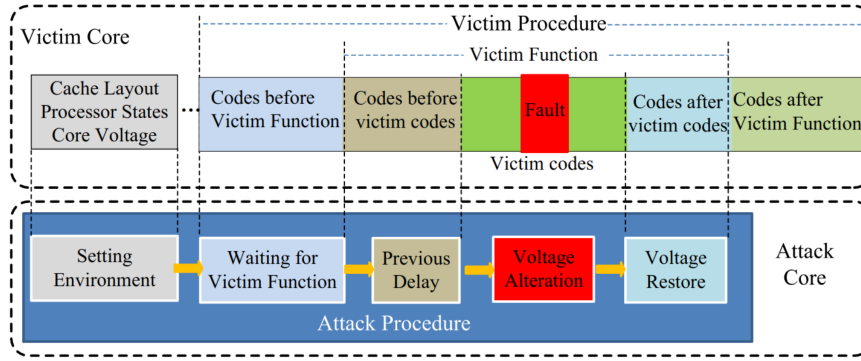 Victim Core
Victim Procedure
Victim Function
Cache Layout
Processor States
Core Voltage
...
Codes before
Victim Function
Codes before
victim codes
Fault
Codes after
victim codes
Codes after
Victim Function
Victim codes
Setting
Environment
Waiting for
Victim Function
Previous
Delay
Voltage
Alteration
Voltage
Restore
Attack
Core
Attack Procedure